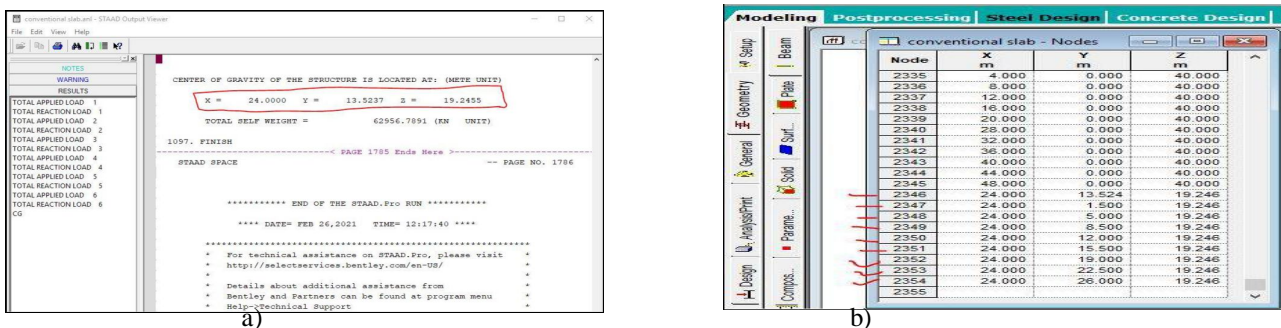 conventional slab.anl - STAAD Output Viewer
File Edit View Help
NOTES
WARNING
RESULTS
TOTAL APPLIED LOAD 1
TOTAL REACTION LOAD 1
TOTAL APPLIED LOAD 2
TOTAL REACTION LOAD 2
TOTAL APPLIED LOAD 3
TOTAL REACTION LOAD 3
TOTAL APPLIED LOAD 4
TOTAL REACTION LOAD 4
TOTAL APPLIED LOAD 5
TOTAL REACTION LOAD 5
TOTAL APPLIED LOAD 6
TOTAL REACTION LOAD 6
CG
CENTER OF GRAVITY OF THE STRUCTURE IS LOCATED AT: (METE UNIT)
X = 24.0000 Y = 13.5237 Z = 19.2455
TOTAL SELF WEIGHT = 62956.7891 (KN UNIT)
1097. FINISH
< PAGE 1785 Ends Here >
STAAD SPACE -- PAGE NO. 1786
*********** END OF THE STAAD.Pro RUN ***********
**** DATE= FEB 26,2021 TIME= 12:17:40 ****
* For technical assistance on STAAD.Pro, please visit *
* http://selectservices.bentley.com/en-US/ *
* Details about additional assistance from *
* Bentley and Partners can be found at program menu *
* Help->Technical Support *
a)
Modeling Postprocessing Steel Design Concrete Design
Setup
Geometry
General
Analysis/Print
Design
Beam
Plate
Surf...
Solid
Parame...
Compos...
conventional slab - Nodes
Node X m Y m Z m
2335 4.000 0.000 40.000
2336 8.000 0.000 40.000
2337 12.000 0.000 40.000
2338 16.000 0.000 40.000
2339 20.000 0.000 40.000
2340 28.000 0.000 40.000
2341 32.000 0.000 40.000
2342 36.000 0.000 40.000
2343 40.000 0.000 40.000
2344 44.000 0.000 40.000
2345 48.000 0.000 40.000
2346 24.000 13.524 19.246
2347 24.000 1.500 19.246
2348 24.000 5.000 19.246
2349 24.000 8.500 19.246
2350 24.000 12.000 19.246
2351 24.000 15.500 19.246
2352 24.000 19.000 19.246
2353 24.000 22.500 19.246
2354 24.000 26.000 19.246
2355
b)